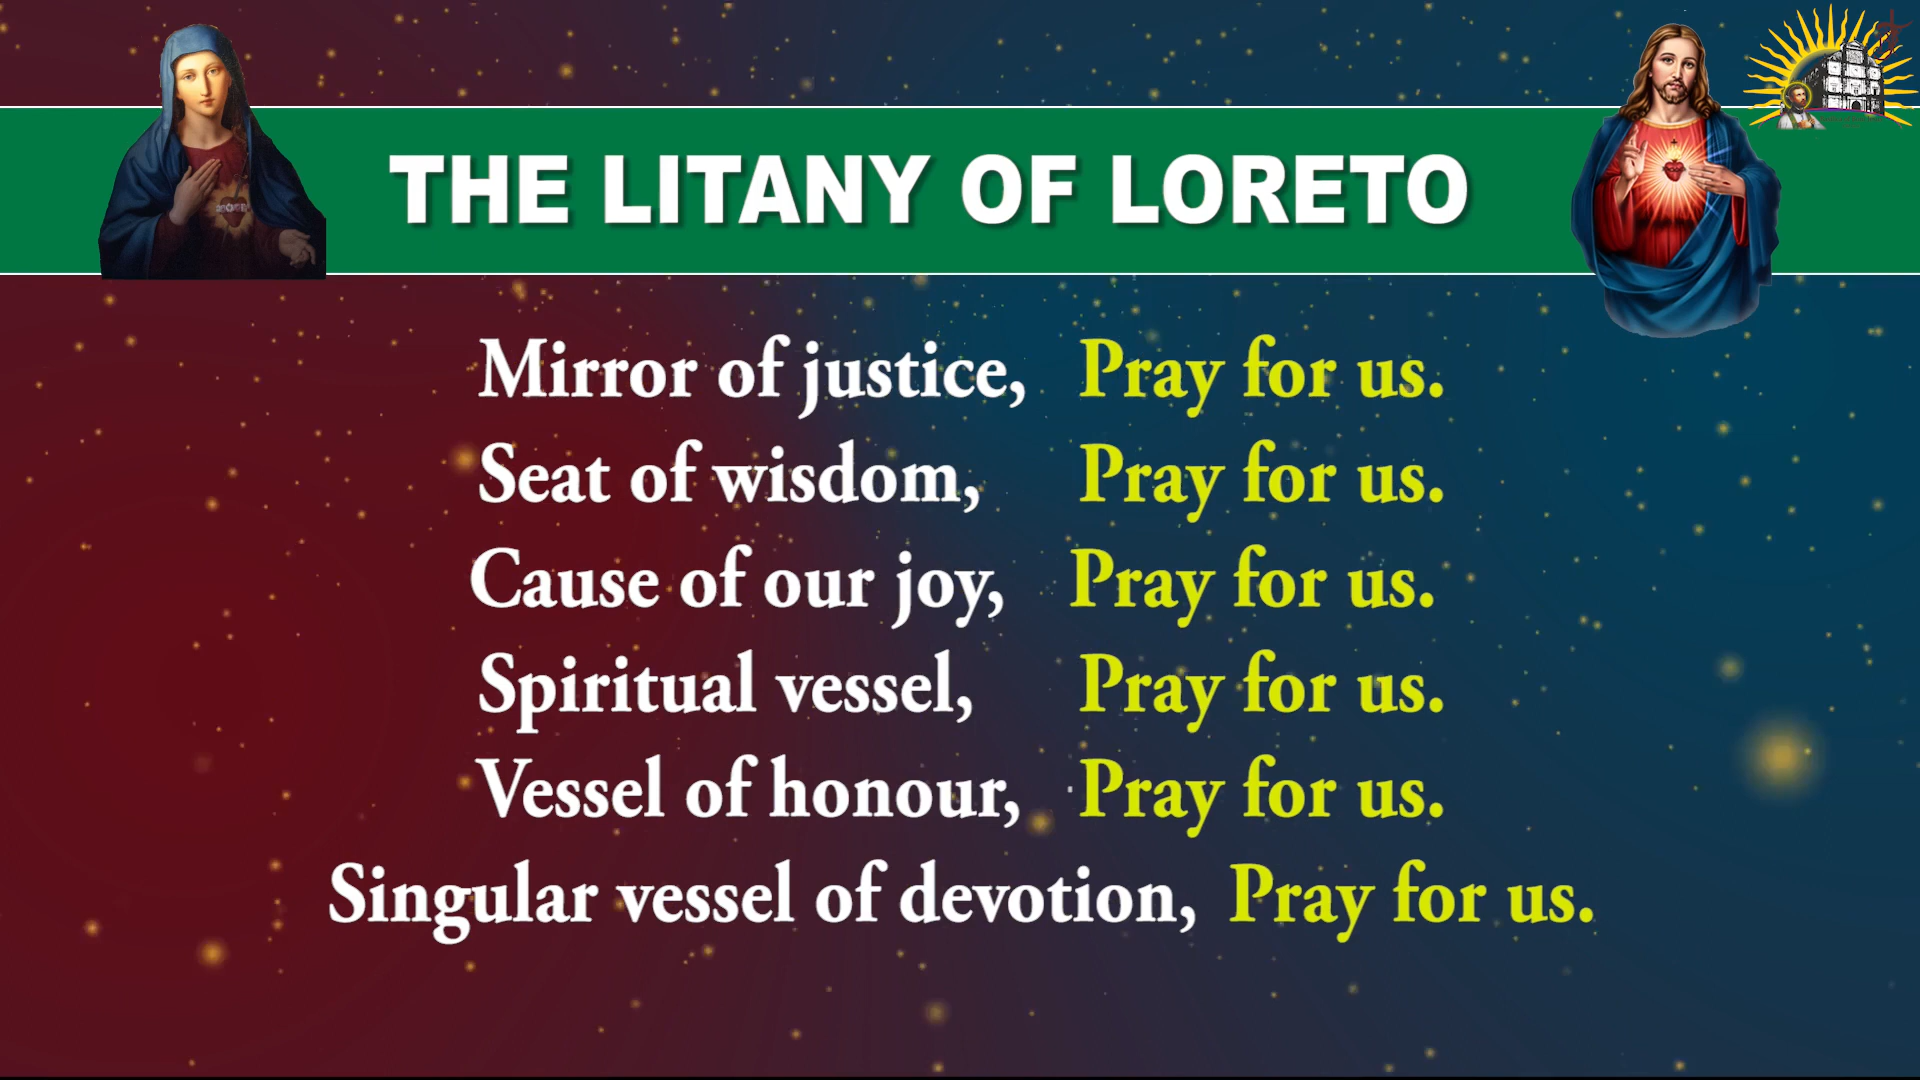 THE LITANY OF LORETO
Mirror of justice, Pray for us.
Seat of wisdom, Pray for us.
Cause of our joy, Pray for us.
Spiritual vessel, Pray for us.
Vessel of honour, Pray for us.
Singular vessel of devotion, Pray for us.